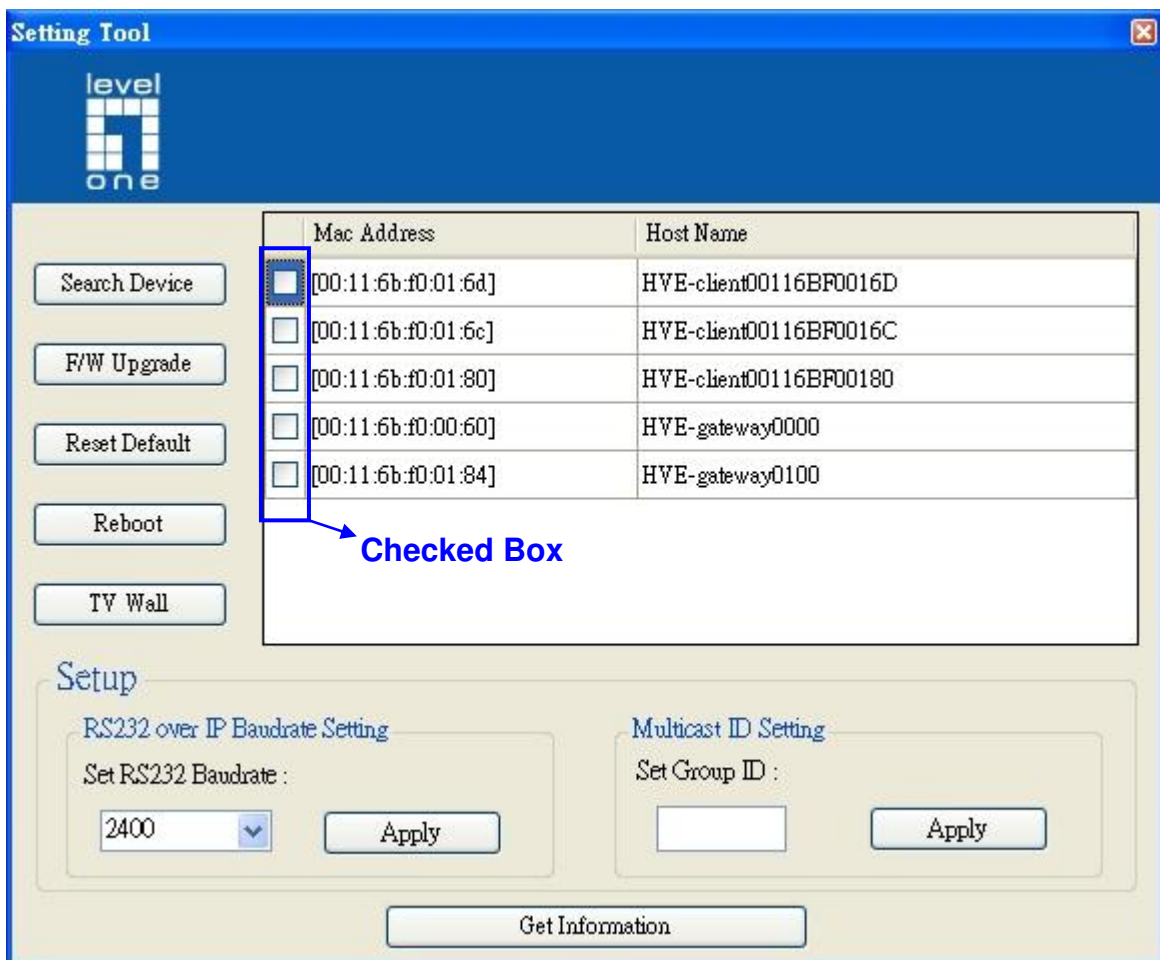 Setting Tool
level
one
Mac Address Host Name
Search Device
[00:11:6b:f0:01:6d] HVE-client00116BF0016D
[00:11:6b:f0:01:6c] HVE-client00116BF0016C
F/W Upgrade
[00:11:6b:f0:01:80] HVE-client00116BF00180
[00:11:6b:f0:00:60] HVE-gateway0000
Reset Default
[00:11:6b:f0:01:84] HVE-gateway0100
Reboot
Checked Box
TV Wall
Setup
RS232 over IP Baudrate Setting
Set RS232 Baudrate :
2400 Apply
Multicast ID Setting
Set Group ID :
Apply
Get Information